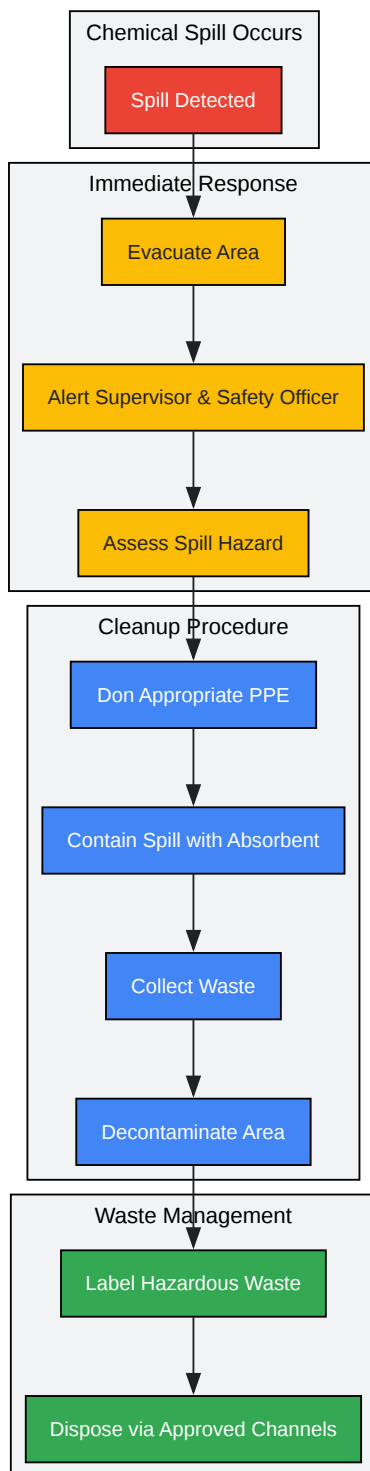 Chemical Spill Occurs
Spill Detected
Immediate Response
Evacuate Area
Alert Supervisor & Safety Officer
Assess Spill Hazard
Cleanup Procedure
Don Appropriate PPE
Contain Spill with Absorbent
Collect Waste
Decontaminate Area
Waste Management
Label Hazardous Waste
Dispose via Approved Channels